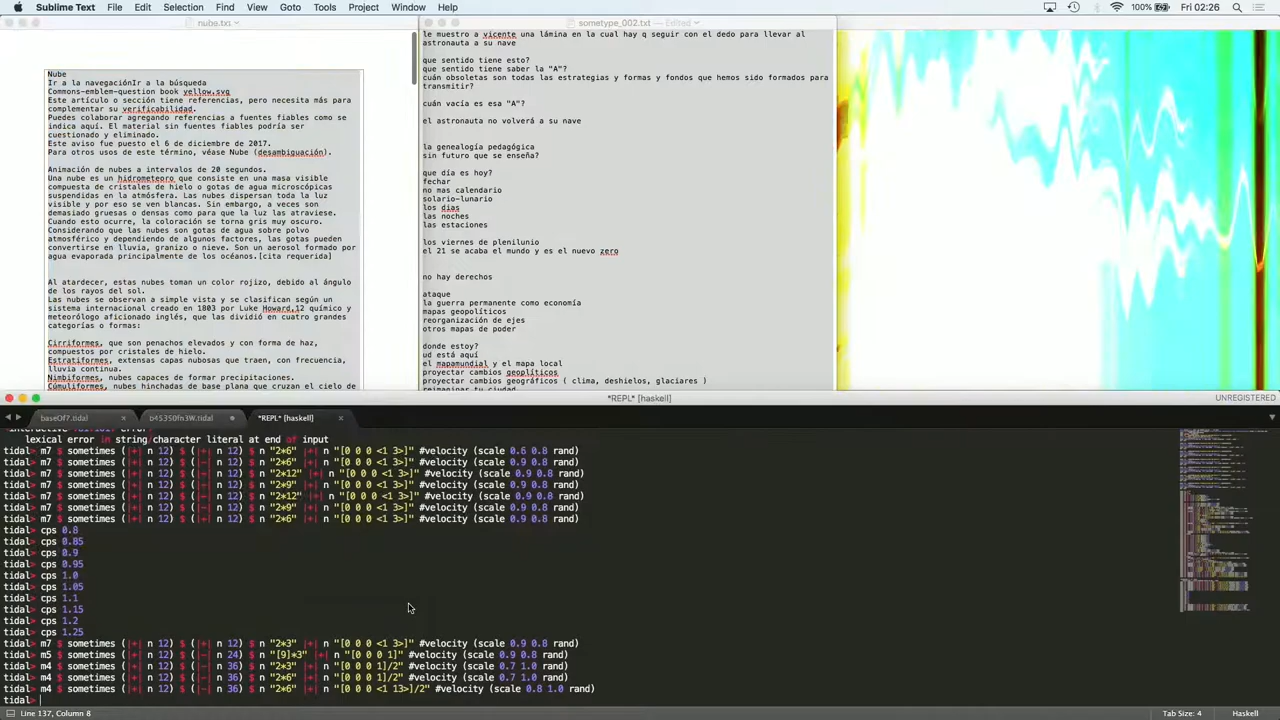 Sublime Text File Edit Selection Find View Goto Tools Project Window Help 100% Fri 02:26
nube.txt
sometype_002.txt — Edited
Nube
Ir a la navegaciónIr a la búsqueda
Commons-emblem-question book yellow.svg
Este artículo o sección tiene referencias, pero necesita más para
complementar su verificabilidad.
Puedes colaborar agregando referencias a fuentes fiables como se
indica aquí. El material sin fuentes fiables podría ser
cuestionado y eliminado.
Este aviso fue puesto el 6 de diciembre de 2017.
Para otros usos de este término, véase Nube (desambiguación).
Animación de nubes a intervalos de 20 segundos.
Una nube es un hidrometeoro que consiste en una masa visible
compuesta de cristales de hielo o gotas de agua microscópicas
suspendidas en la atmósfera. Las nubes dispersan toda la luz
visible y por eso se ven blancas. Sin embargo, a veces son
demasiado gruesas o densas como para que la luz las atraviese.
Cuando esto ocurre, la coloración se torna gris muy oscuro.
Considerando que las nubes son gotas de agua sobre polvo
atmosférico y dependiendo de algunos factores, las gotas pueden
convertirse en lluvia, granizo o nieve. Son un aerosol formado por
agua evaporada principalmente de los océanos.[cita requerida]
Al atardecer, estas nubes toman un color rojizo, debido al ángulo
de los rayos del sol.
Las nubes se observan a simple vista y se clasifican según un
sistema internacional creado en 1803 por Luke Howard,12 químico y
meteorólogo aficionado inglés, que las dividió en cuatro grandes
categorías o formas:
Cirriformes, que son penachos elevados y con forma de haz,
compuestos por cristales de hielo.
Estratiformes, extensas capas nubosas que traen, con frecuencia,
lluvia continua.
Nimbiformes, nubes capaces de formar precipitaciones.
Cúmuliformes, nubes hinchadas de base plana que cruzan el cielo de
le muestro a vicente una lámina en la cual hay q seguir con el dedo para llevar al
astronauta a su nave
que sentido tiene esto?
que sentido tiene saber la "A"?
cuán obsoletas son todas las estrategias y formas y fondos que hemos sido formados para
transmitir?
cuán vacía es esa "A"?
el astronauta no volverá a su nave
la genealogía pedagógica
sin futuro que se enseña?
que día es hoy?
fechar
no mas calendario
solario-lunario
los dias
las noches
las estaciones
los viernes de plenilunio
el 21 se acaba el mundo y es el nuevo zero
no hay derechos
ataque
la guerra permanente como economía
mapas geopolíticos
reorganización de ejes
otros mapas de poder
donde estoy?
ud está aquí
el mapamundi y el mapa local
proyectar cambios geoplíticos
proyectar cambios geográficos ( clima, deshielos, glaciares )
*REPL* [haskell] UNREGISTERED
baseOf7.tidal b4S3S0fn3W.tidal *REPL* [haskell]
lexical error in string/character literal at end of input
tidal> m7 $ sometimes (|+| n 12) $ (|+| n 12) $ n "2*6" |+| n "[0 0 0 <1 3>]" #velocity (scale 0.6 0.8 rand)
tidal> m7 $ sometimes (|+| n 12) $ (|-| n 12) $ n "2*6" |+| n "[0 0 0 <1 3>]" #velocity (scale 0.9 0.8 rand)
tidal> m7 $ sometimes (|+| n 12) $ (|-| n 12) $ n "2*12" |+| n "[0 0 0 <1 3>]" #velocity (scale 0.9 0.8 rand)
tidal> m7 $ sometimes (|+| n 12) $ (|-| n 12) $ n "2*9" |+| n "[0 0 0 <1 3>]" #velocity (scale 0.9 0.8 rand)
tidal> m7 $ sometimes (|+| n 12) $ (|-| n 12) $ n "2*12" |+| n "[0 0 0 <1 3>]" #velocity (scale 0.9 0.8 rand)
tidal> m7 $ sometimes (|+| n 12) $ (|-| n 12) $ n "2*9" |+| n "[0 0 0 <1 3>]" #velocity (scale 0.9 0.8 rand)
tidal> m7 $ sometimes (|+| n 12) $ (|-| n 12) $ n "2*6" |+| n "[0 0 0 <1 3>]" #velocity (scale 0.9 0.8 rand)
tidal> cps 0.8
tidal> cps 0.85
tidal> cps 0.9
tidal> cps 0.95
tidal> cps 1.0
tidal> cps 1.05
tidal> cps 1.1
tidal> cps 1.15
tidal> cps 1.2
tidal> cps 1.25
tidal> m7 $ sometimes (|+| n 12) $ (|+| n 12) $ n "2*3" |+| n "[0 0 0 <1 3>]" #velocity (scale 0.9 0.8 rand)
tidal> m5 $ sometimes (|+| n 12) $ (|-| n 24) $ n "[9]*3" |+| n "[0 0 0 1]" #velocity (scale 0.9 0.8 rand)
tidal> m4 $ sometimes (|+| n 12) $ (|-| n 36) $ n "2*3" |+| n "[0 0 0 1]/2" #velocity (scale 0.7 1.0 rand)
tidal> m4 $ sometimes (|+| n 12) $ (|-| n 36) $ n "2*6" |+| n "[0 0 0 1]/2" #velocity (scale 0.7 1.0 rand)
tidal> m4 $ sometimes (|+| n 12) $ (|-| n 36) $ n "2*6" |+| n "[0 0 0 <1 13>]/2" #velocity (scale 0.8 1.0 rand)
tidal>
Line 137, Column 8 Tab Size: 4 Haskell